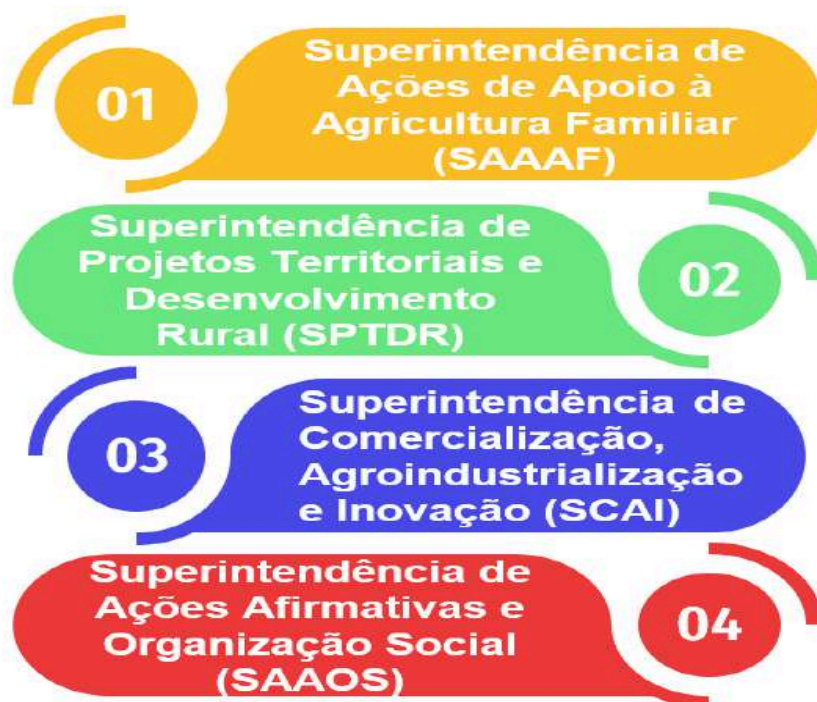 01
Superintendência de
Ações de Apoio à
Agricultura Familiar
(SAAAF)
Superintendência de
Projetos Territoriais e
Desenvolvimento
Rural (SPTDR)
02
03
Superintendência de
Comercialização,
Agroindustrialização
e Inovação (SCAI)
Superintendência de
Ações Afirmativas e
Organização Social
(SAAOS)
04